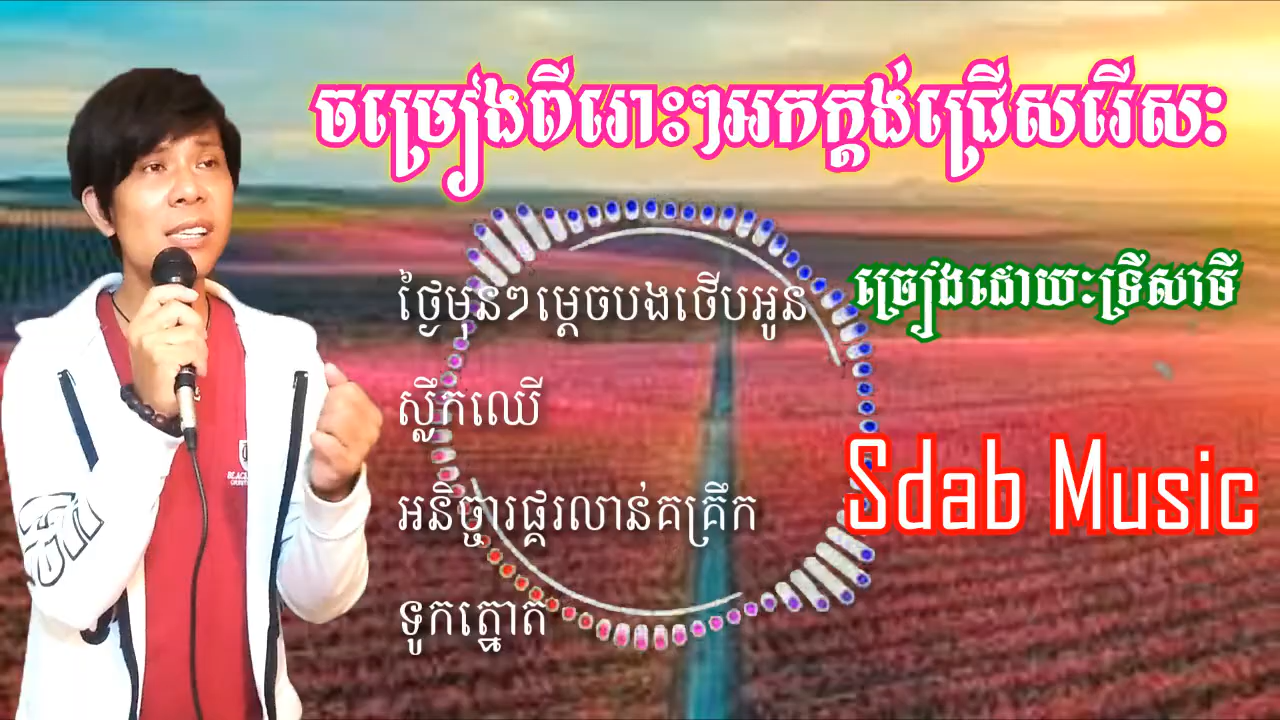 ចម្រៀងពីរោះៗអកកួង់ជ្រើសរើសៈ
ច្រៀងដោយៈទ្រីសាមី
ថ្ងៃមុនៗម្ដេចបងថើបអូន
ស្លឹកឈើ
Sdab Music
អនិច្ចារផ្គរលាន់គគ្រឹក
ទូកត្នោត